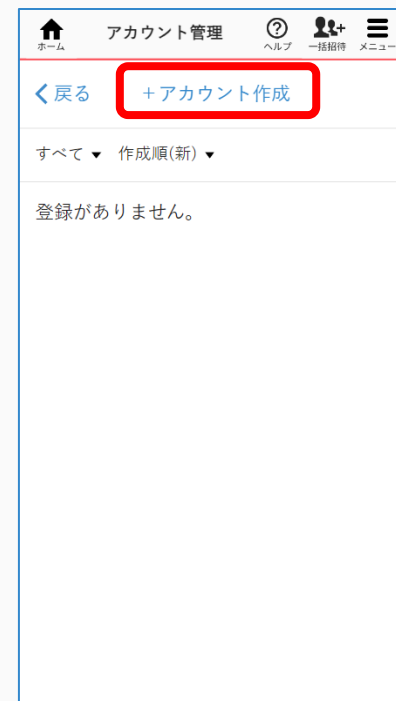 アカウント管理
ホーム
ヘルプ
一括招待
メニュー
戻る
+アカウント作成
すべて ▼ 作成順(新) ▼
登録がありません。